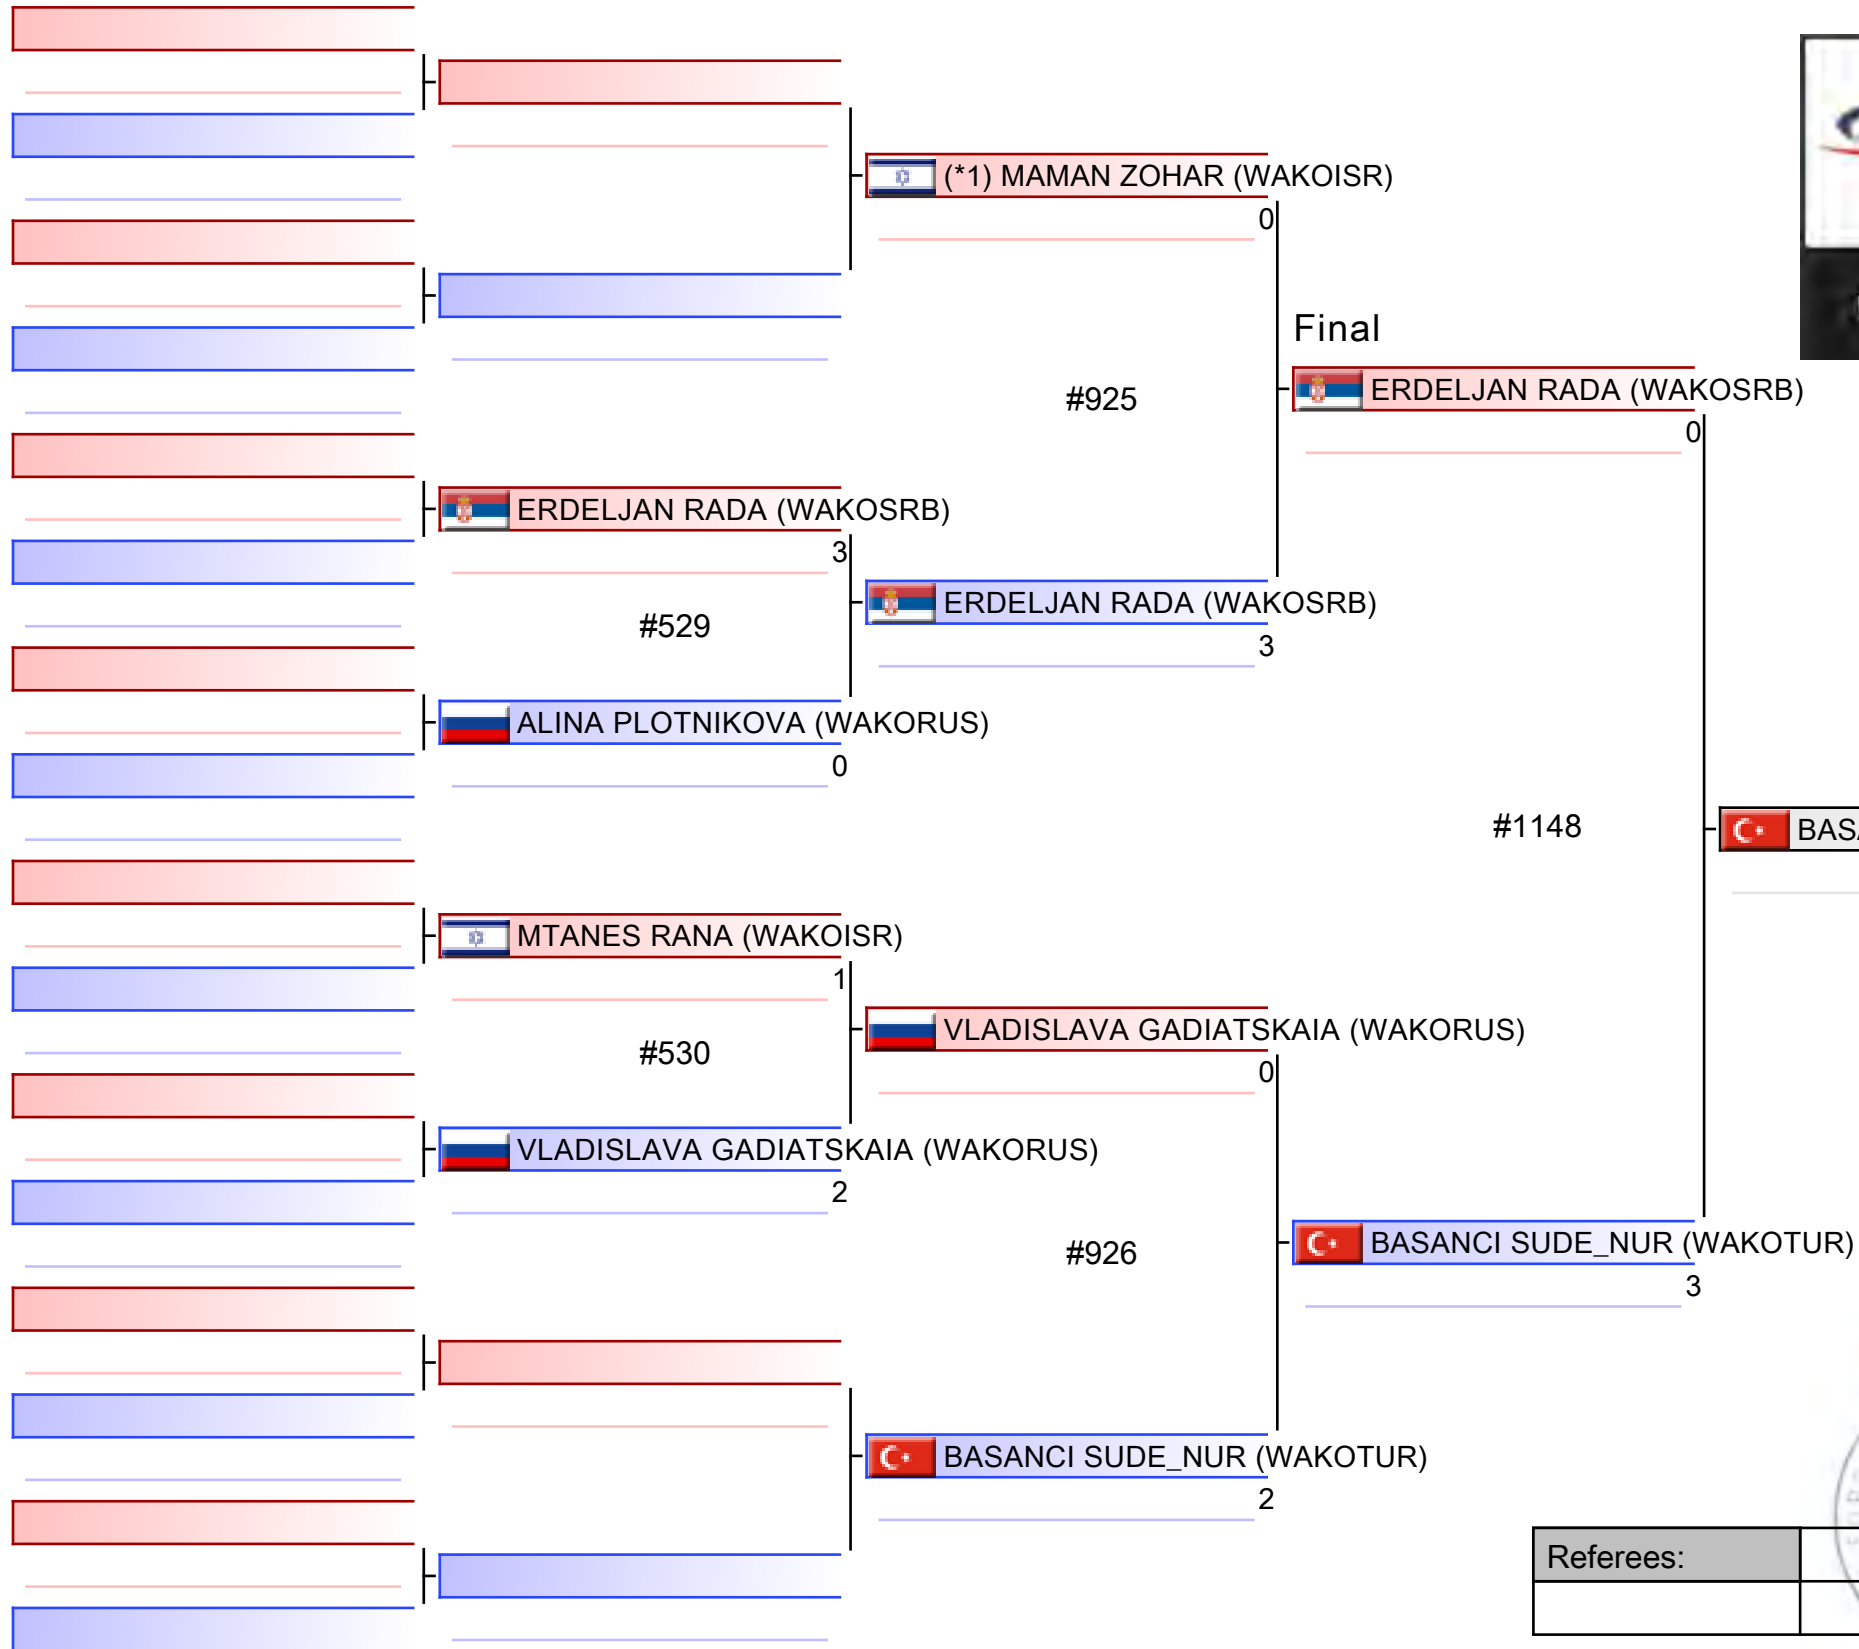 (*1) MAMAN ZOHAR (WAKOISR)
0
Final
#925
ERDELJAN RADA (WAKOSRB)
0
ERDELJAN RADA (WAKOSRB)
3
ERDELJAN RADA (WAKOSRB)
3
#529
ALINA PLOTNIKOVA (WAKORUS)
0
#1148
BASA
MTANES RANA (WAKOISR)
1
VLADISLAVA GADIATSKAIA (WAKORUS)
0
#530
VLADISLAVA GADIATSKAIA (WAKORUS)
2
#926
BASANCI SUDE_NUR (WAKOTUR)
3
BASANCI SUDE_NUR (WAKOTUR)
2
Referees: